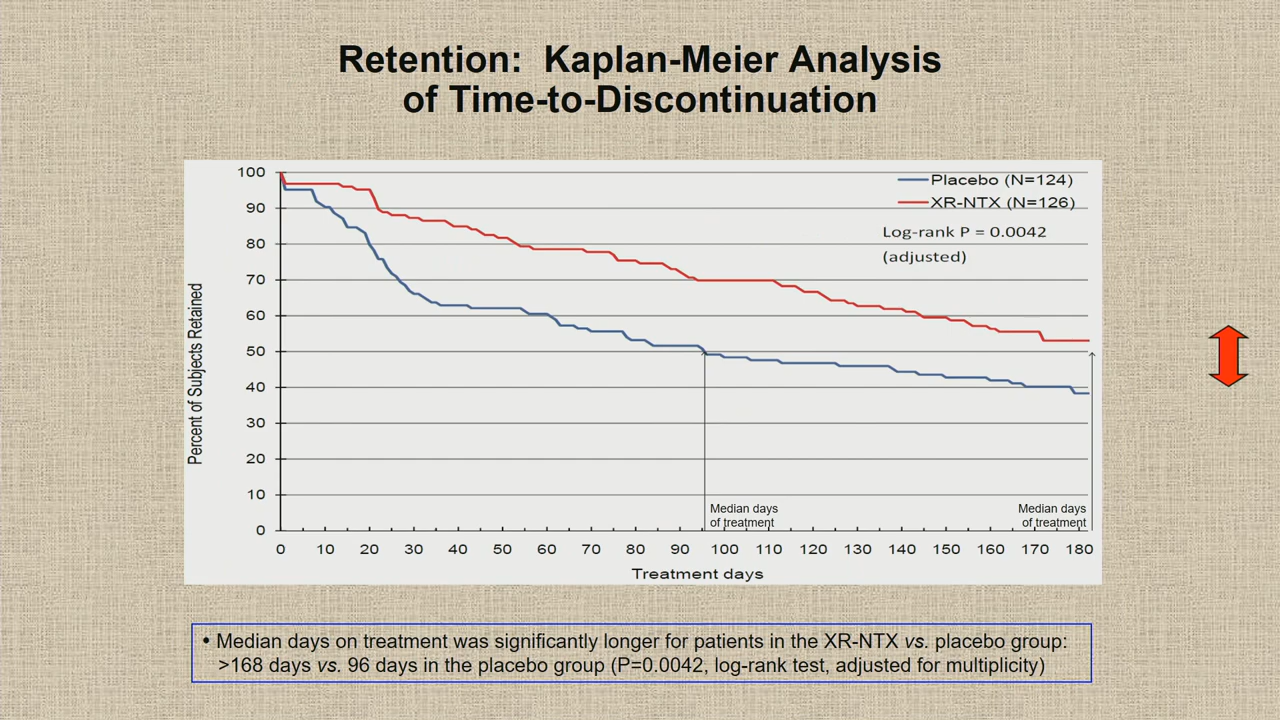 Retention: Kaplan-Meier Analysis
of Time-to-Discontinuation
100
90
80
70
60
50
40
30
20
10
0
Percent of Subjects Retained
Placebo (N=124)
XR-NTX (N=126)
Log-rank P = 0.0042
(adjusted)
Median days
of treatment
Median days
of treatment
0 10 20 30 40 50 60 70 80 90 100 110 120 130 140 150 160 170 180
Treatment days
• Median days on treatment was significantly longer for patients in the XR-NTX vs. placebo group:
>168 days vs. 96 days in the placebo group (P=0.0042, log-rank test, adjusted for multiplicity)